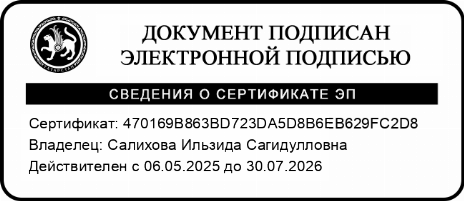 ДОКУМЕНТ ПОДПИСАН
ЭЛЕКТРОННОЙ ПОДПИСЬЮ
СВЕДЕНИЯ О СЕРТИФИКАТЕ ЭП
Сертификат: 470169B863BD723DA5D8B6EB629FC2D8
Владелец: Салихова Ильзида Сагидулловна
Действителен с 06.05.2025 до 30.07.2026